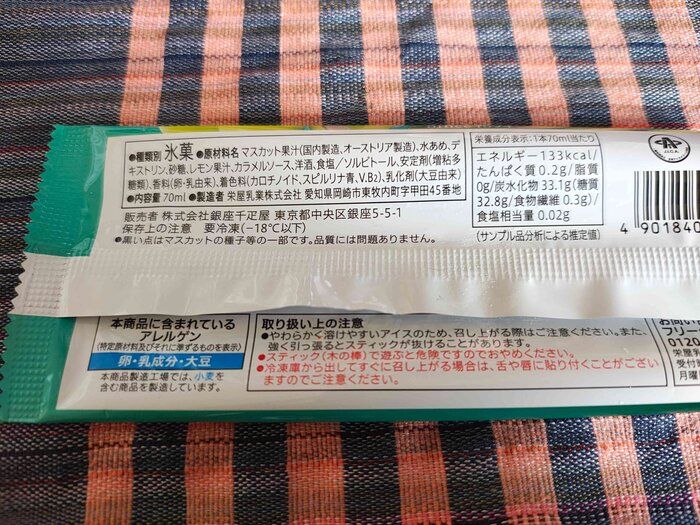 ●種類別 氷菓 ●原材料名 マスカット果汁(国内製造、オーストリア製造)、水あめ、デ
キストリン、砂糖、レモン果汁、カラメルソース、洋酒、食塩／ソルビトール、安定剤(増粘多
糖類)、香料(卵・乳由来)、着色料(カロチノイド、スピルリナ青、V.B₂)、乳化剤(大豆由来)
●内容量 70ml ●製造者 栄屋乳業株式会社 愛知県岡崎市東牧内町字甲田45番地
販売者 株式会社銀座千疋屋 東京都中央区銀座5-5-1
保存上の注意 要冷凍(−18℃以下)
●黒い点はマスカットの種子等の一部です。品質には問題ありません。
栄養成分表示:1本70ml当たり
エネルギー 133kcal/
たんぱく質 0.2g/脂質
0g/炭水化物 33.1g(糖質
32.8g/食物繊維 0.3g)/
食塩相当量 0.02g
(サンプル品分析による推定値)
4 901840
本商品に含まれている
アレルゲン
(特定原材料及びそれに準ずるものを表示)
卵・乳成分・大豆
本商品製造工場では、小麦を
含む商品を製造しています。
取り扱い上の注意
●やわらかく溶けやすいアイスのため、召し上がる際はご注意ください。また、
強く引っ張るとスティックが抜けることがあります。
●スティック(木の棒)で遊ぶと危険ですのでおやめください。
●冷凍庫から出してすぐに召し上がる場合は、舌や唇に貼り付くことがござい
ますのでご注意ください。
お問い
フリー
0120
受付時
月曜